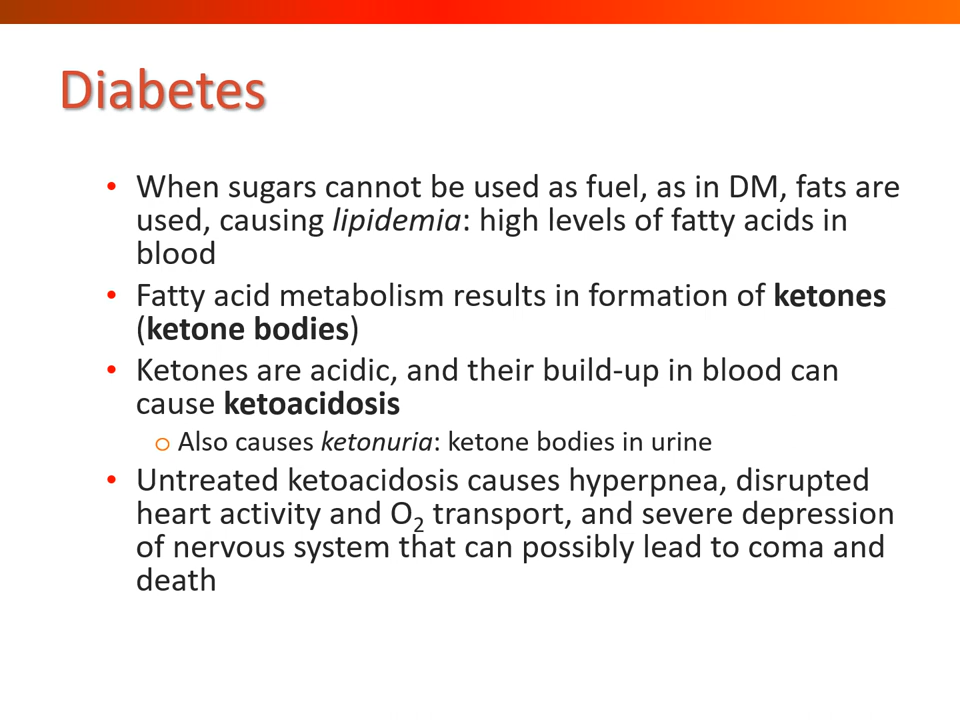 Diabetes
• When sugars cannot be used as fuel, as in DM, fats are
used, causing lipidemia: high levels of fatty acids in
blood
• Fatty acid metabolism results in formation of ketones
(ketone bodies)
• Ketones are acidic, and their build-up in blood can
cause ketoacidosis
o Also causes ketonuria: ketone bodies in urine
• Untreated ketoacidosis causes hyperpnea, disrupted
heart activity and O₂ transport, and severe depression
of nervous system that can possibly lead to coma and
death